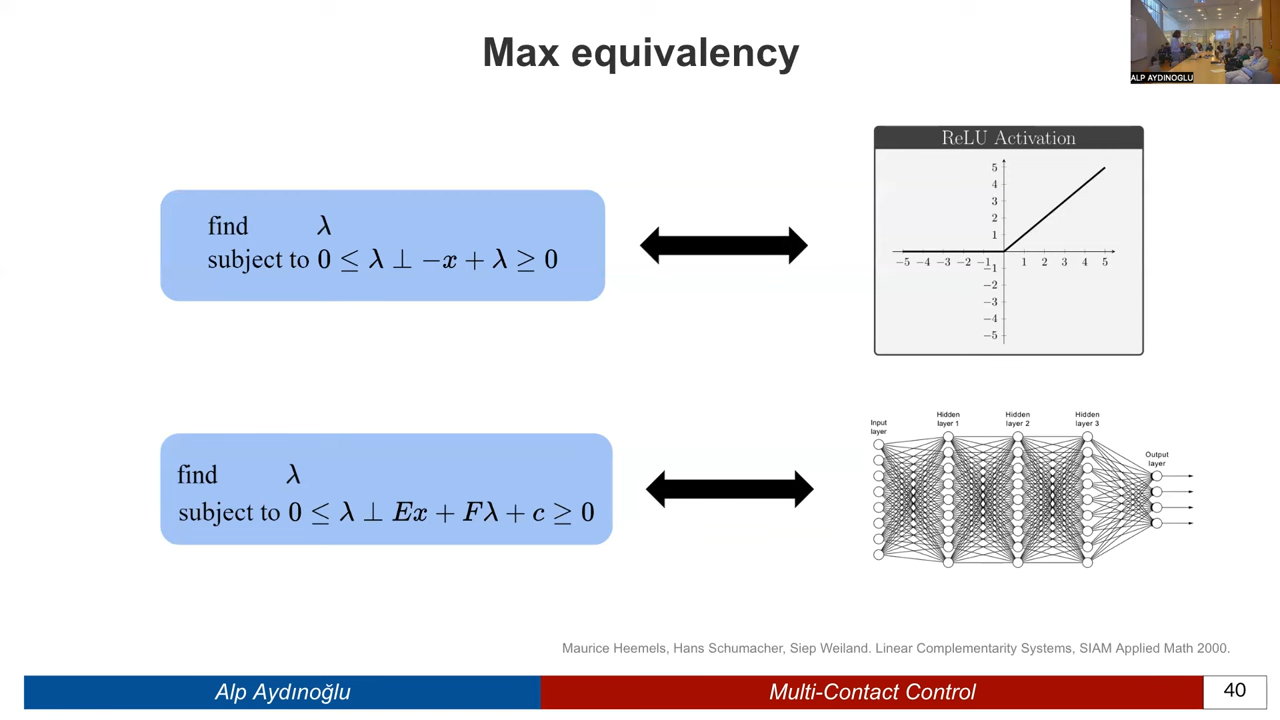 Max equivalency
ALP AYDINOGLU
find λ
subject to 0 ≤ λ ⊥ −x + λ ≥ 0
ReLU Activation
5
4
3
2
1
−5 −4 −3 −2 −1 1 2 3 4 5
−1
−2
−3
−4
−5
find λ
subject to 0 ≤ λ ⊥ Ex + Fλ + c ≥ 0
Input layer
Hidden layer 1
Hidden layer 2
Hidden layer 3
Output layer
Maurice Heemels, Hans Schumacher, Siep Weiland. Linear Complementarity Systems, SIAM Applied Math 2000.
Alp Aydınoğlu
Multi-Contact Control
40